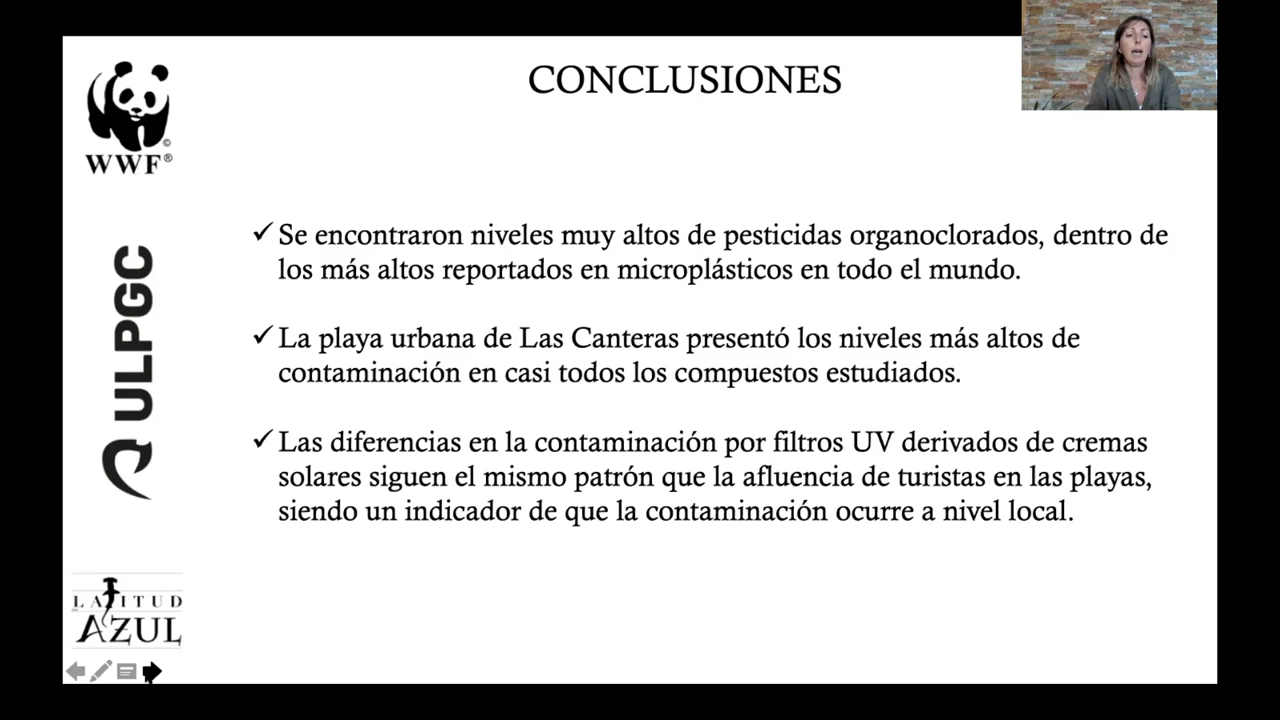 CONCLUSIONES
WWF®
©
✓ Se encontraron niveles muy altos de pesticidas organoclorados, dentro de
los más altos reportados en microplásticos en todo el mundo.
✓ La playa urbana de Las Canteras presentó los niveles más altos de
contaminación en casi todos los compuestos estudiados.
✓ Las diferencias en la contaminación por filtros UV derivados de cremas
solares siguen el mismo patrón que la afluencia de turistas en las playas,
siendo un indicador de que la contaminación ocurre a nivel local.
ULPGC
LATITUD
AZUL